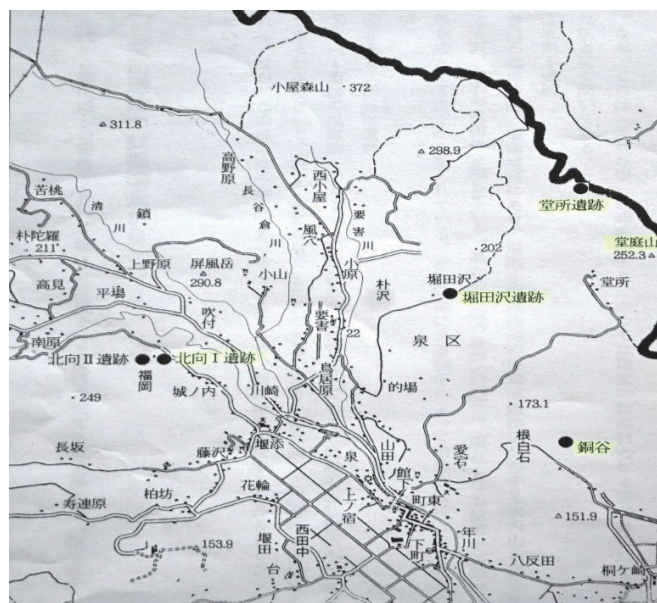 小屋森山
・372
△311.8
△298.9
高野原
西小屋
堂所遺跡
苦桃
清川
鎖
長谷倉川
風穴
要害川
堂庭山
252.3△
朴陀羅
211
上野原
屏風岳
△
290.8
小山
小原
朴沢
・202
堀田沢
堀田沢遺跡
堂所
高見
平場
吹付
要害
22
泉区
南原
北向Ⅱ遺跡
北向Ⅰ遺跡
福岡
鳥居原
・249
城ノ内
川崎
的場
・173.1
長坂
藤沢
堰添
泉
山田
愛宕
根白石
銅谷
寿連原
柏坊
花輪
上ノ宿
館下
町東
△151.9
△153.9
堰田
西田中
下町
年川
八反田
台
桐ケ崎